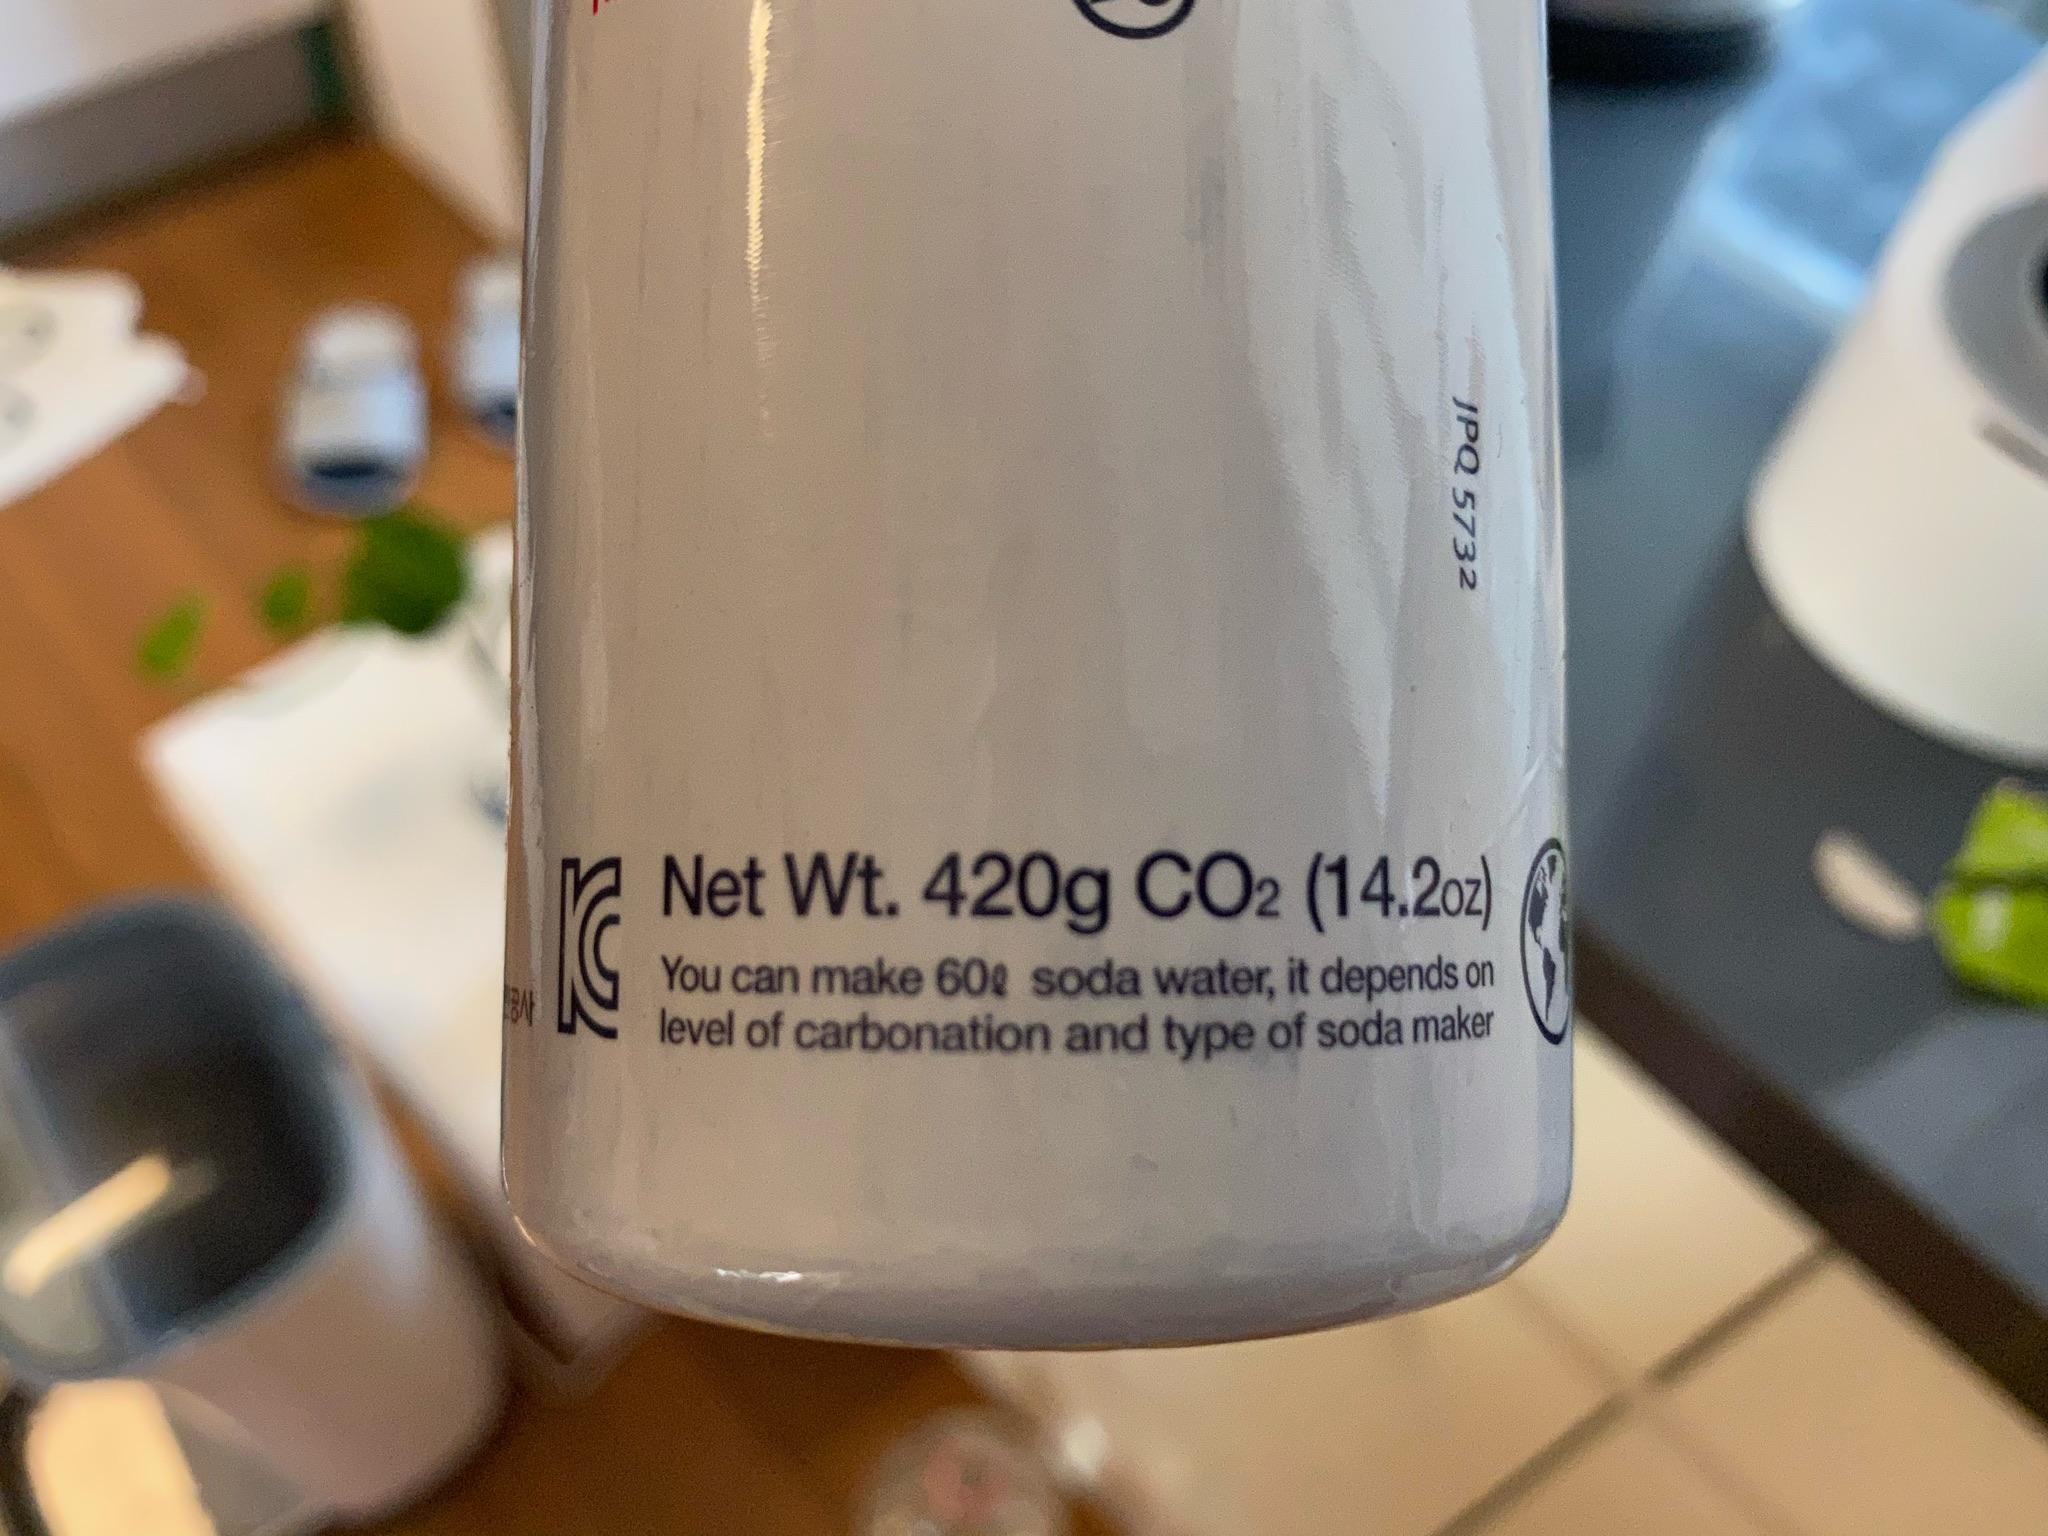 JPQ 5732
KC
Net Wt. 420g CO₂ (14.2oz)
You can make 60ℓ soda water, it depends on
level of carbonation and type of soda maker